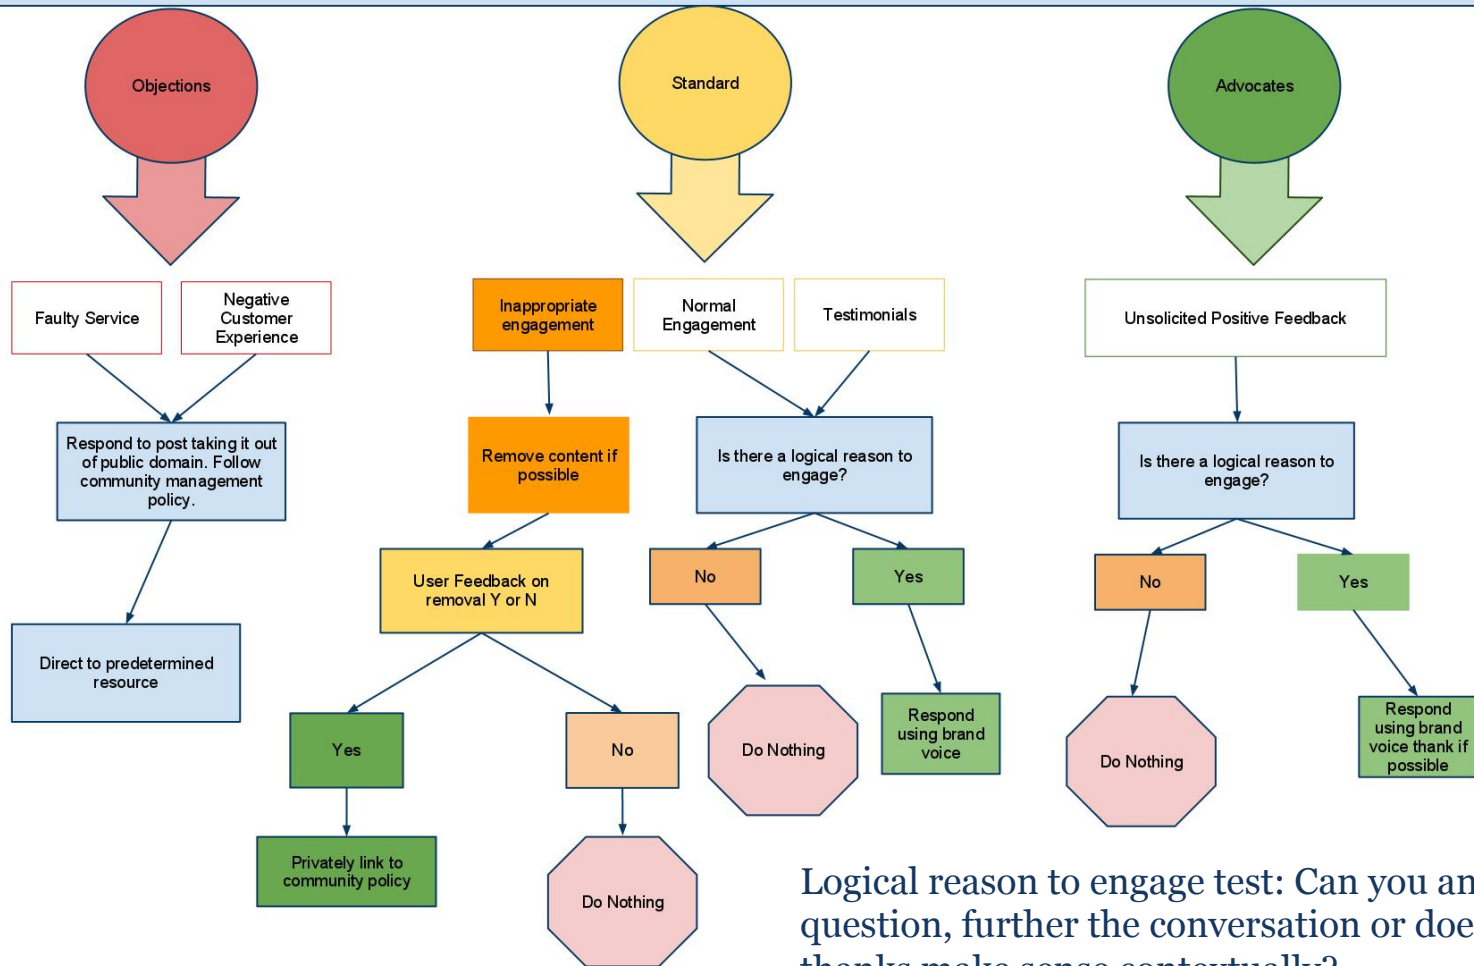 Objections
Standard
Advocates
Faulty Service
Negative
Customer
Experience
Inappropriate
engagement
Normal
Engagement
Testimonials
Unsolicited Positive Feedback
Respond to post taking it out
of public domain. Follow
community management
policy.
Remove content if
possible
Is there a logical reason to
engage?
Is there a logical reason to
engage?
User Feedback on
removal Y or N
No
Yes
No
Yes
Direct to predetermined
resource
Yes
No
Do Nothing
Respond
using brand
voice
Do Nothing
Respond
using brand
voice thank if
possible
Privately link to
community policy
Do Nothing
Logical reason to engage test: Can you
question, further the conversation or
thanks make sense contextually?